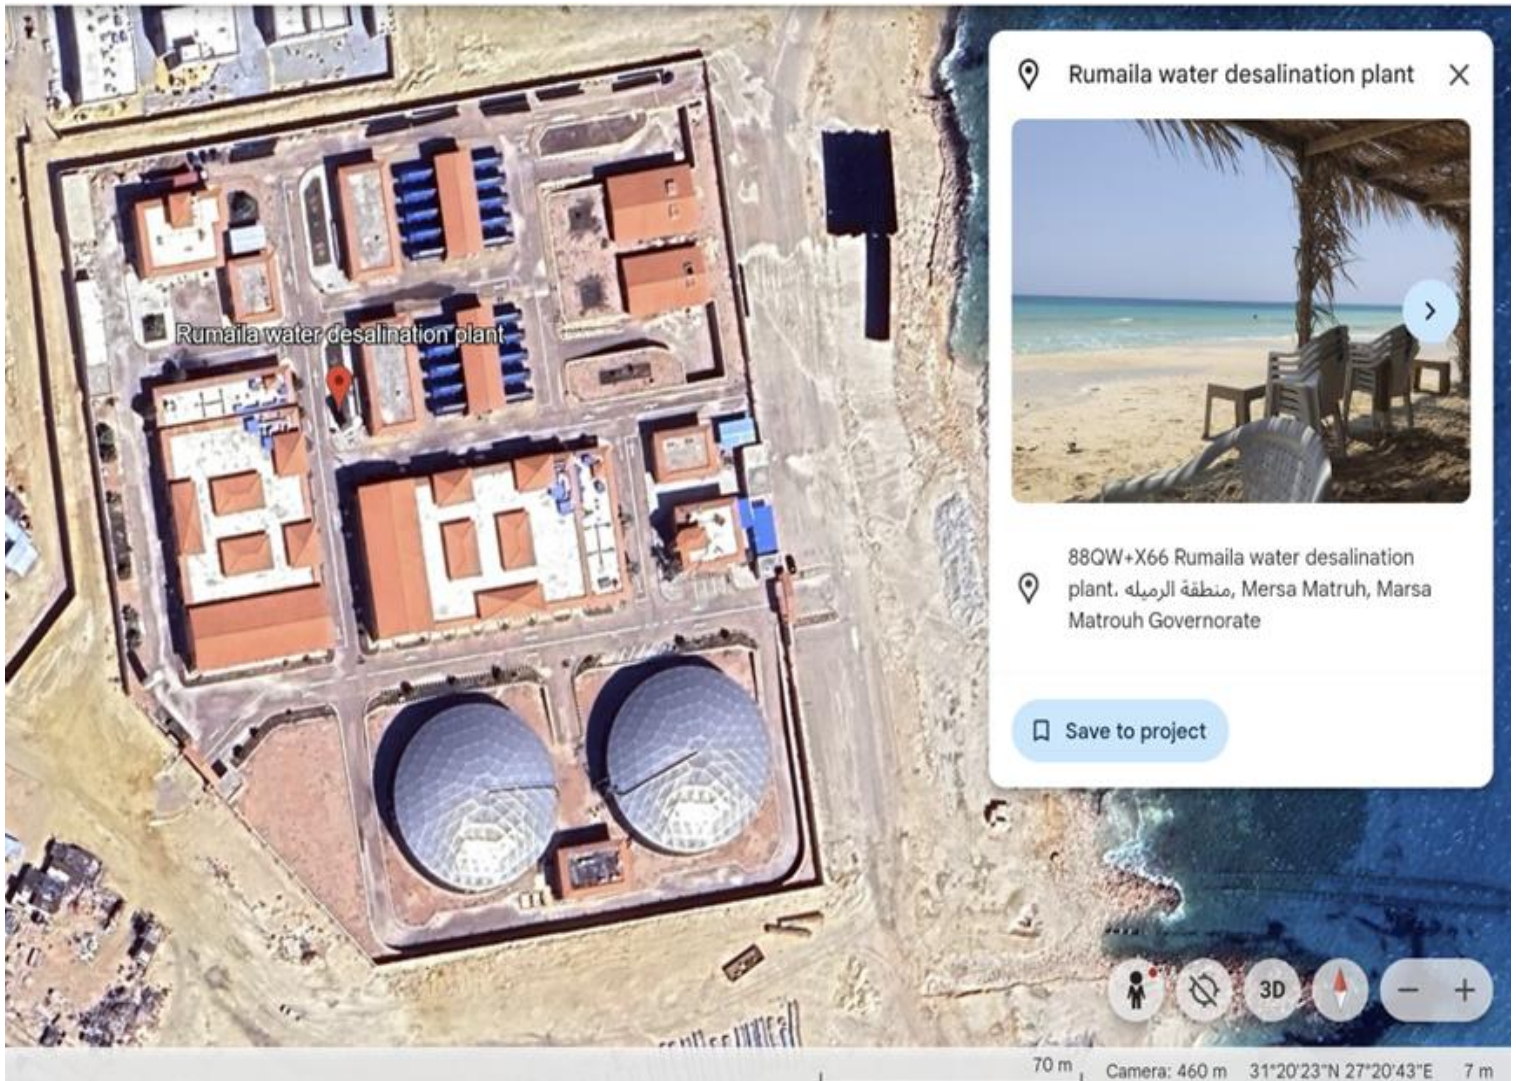 Rumaila water desalination plant
Rumaila water desalination plant
88QW+X66 Rumaila water desalination
plant، منطقة الرميله, Mersa Matruh, Marsa
Matrouh Governorate
Save to project
3D
70 m
Camera: 460 m 31°20'23"N 27°20'43"E 7 m